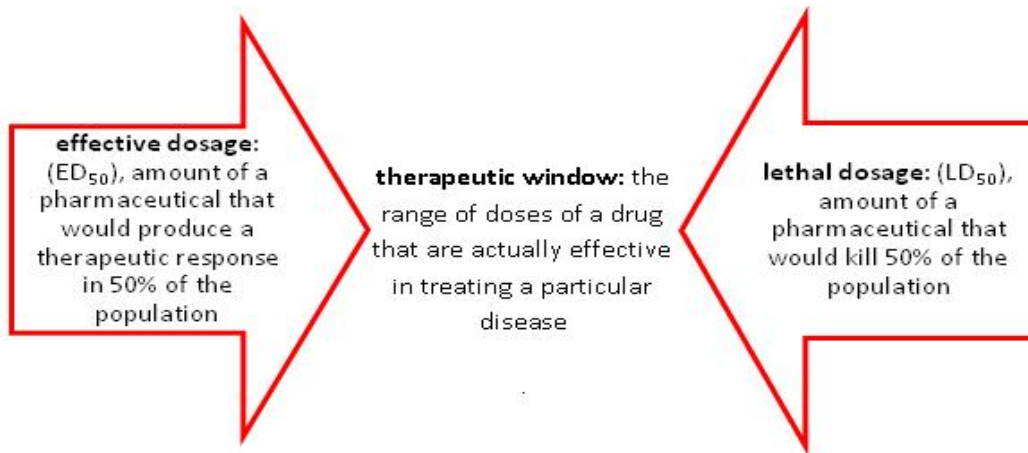 effective dosage:
(ED₅₀), amount of a
pharmaceutical that
would produce a
therapeutic response
in 50% of the
population
therapeutic window: the
range of doses of a drug
that are actually effective
in treating a particular
disease
.
lethal dosage: (LD₅₀),
amount of a
pharmaceutical that
would kill 50% of the
population